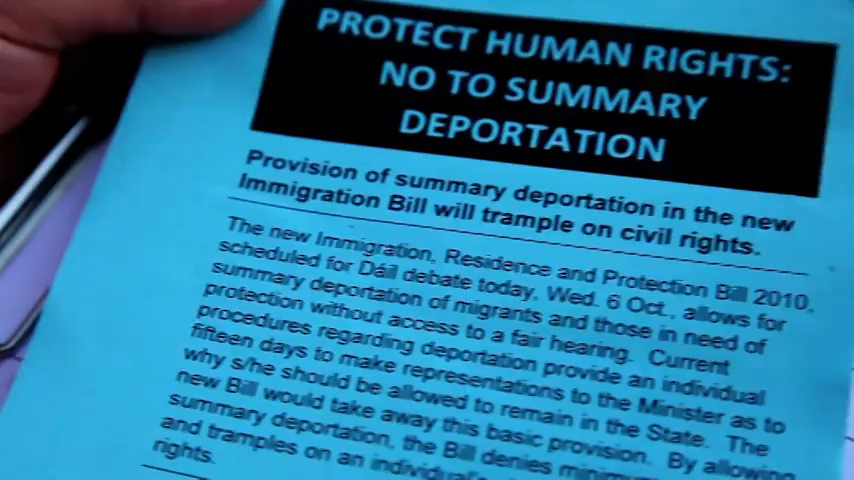 PROTECT HUMAN RIGHTS:
NO TO SUMMARY
DEPORTATION
Provision of summary deportation in the new
Immigration Bill will trample on civil rights.
The new Immigration, Residence and Protection Bill 2010,
scheduled for Dáil debate today, Wed. 6 Oct., allows for
summary deportation of migrants and those in need of
protection without access to a fair hearing. Current
procedures regarding deportation provide an individual
fifteen days to make representations to the Minister as to
why s/he should be allowed to remain in the State. The
new Bill would take away this basic provision. By allowing
summary deportation, the Bill denies
and tramples on an individual's
rights.